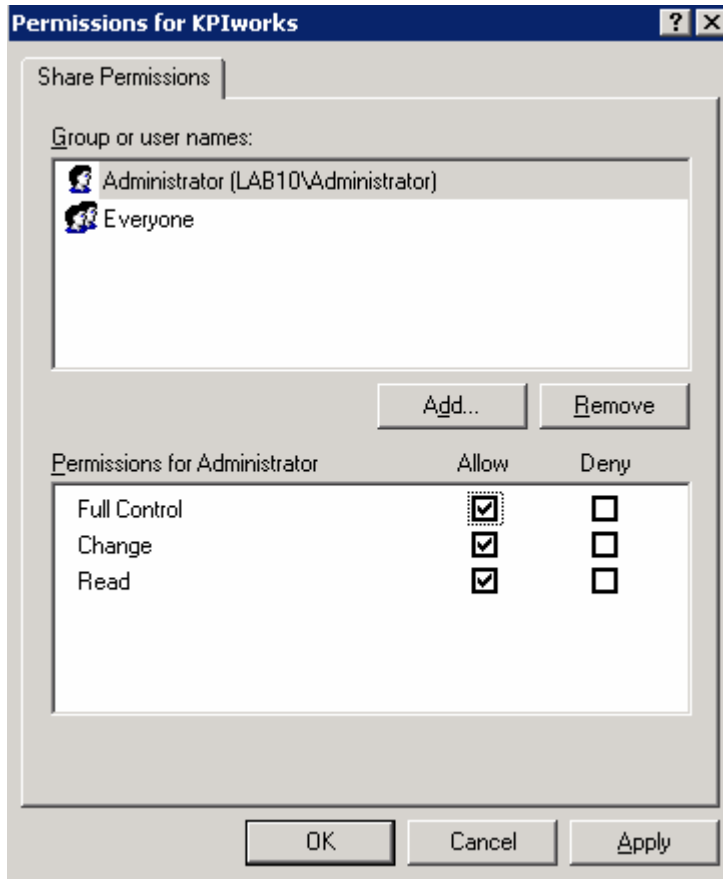 Permissions for KPIworks
Share Permissions
Group or user names:
Administrator (LAB10\Administrator)
Everyone
Add... Remove
Permissions for Administrator Allow Deny
Full Control
Change
Read
OK Cancel Apply